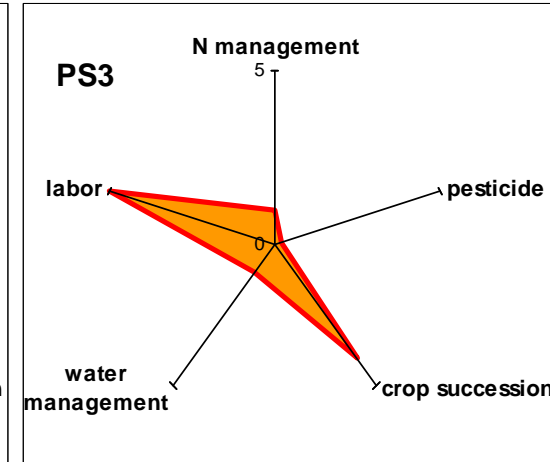 N management
PS3
5
labor
pesticide
0
water
management
crop succession